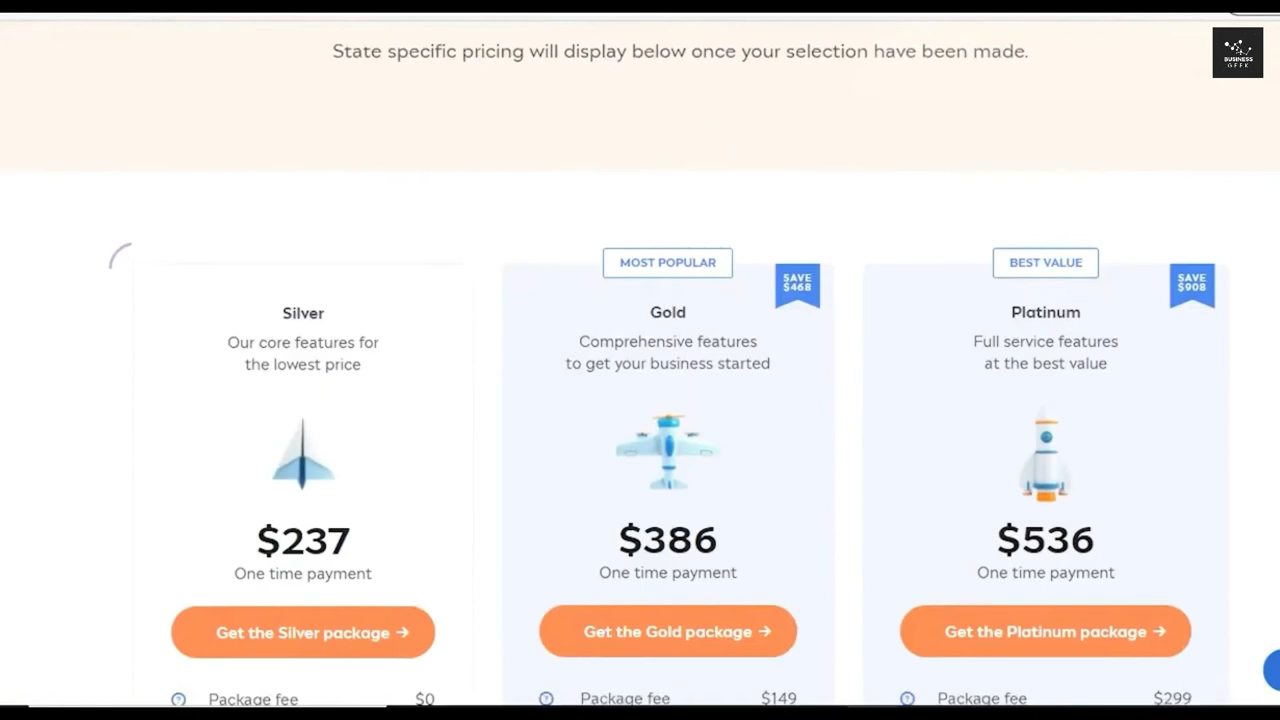 State specific pricing will display below once your selection have been made.
BUSINESS
GEEK
MOST POPULAR
BEST VALUE
SAVE
$468
SAVE
$908
Silver
Gold
Platinum
Our core features for
the lowest price
Comprehensive features
to get your business started
Full service features
at the best value
$237
$386
$536
One time payment
One time payment
One time payment
Get the Silver package →
Get the Gold package →
Get the Platinum package →
? Package fee $0
? Package fee $149
? Package fee $299